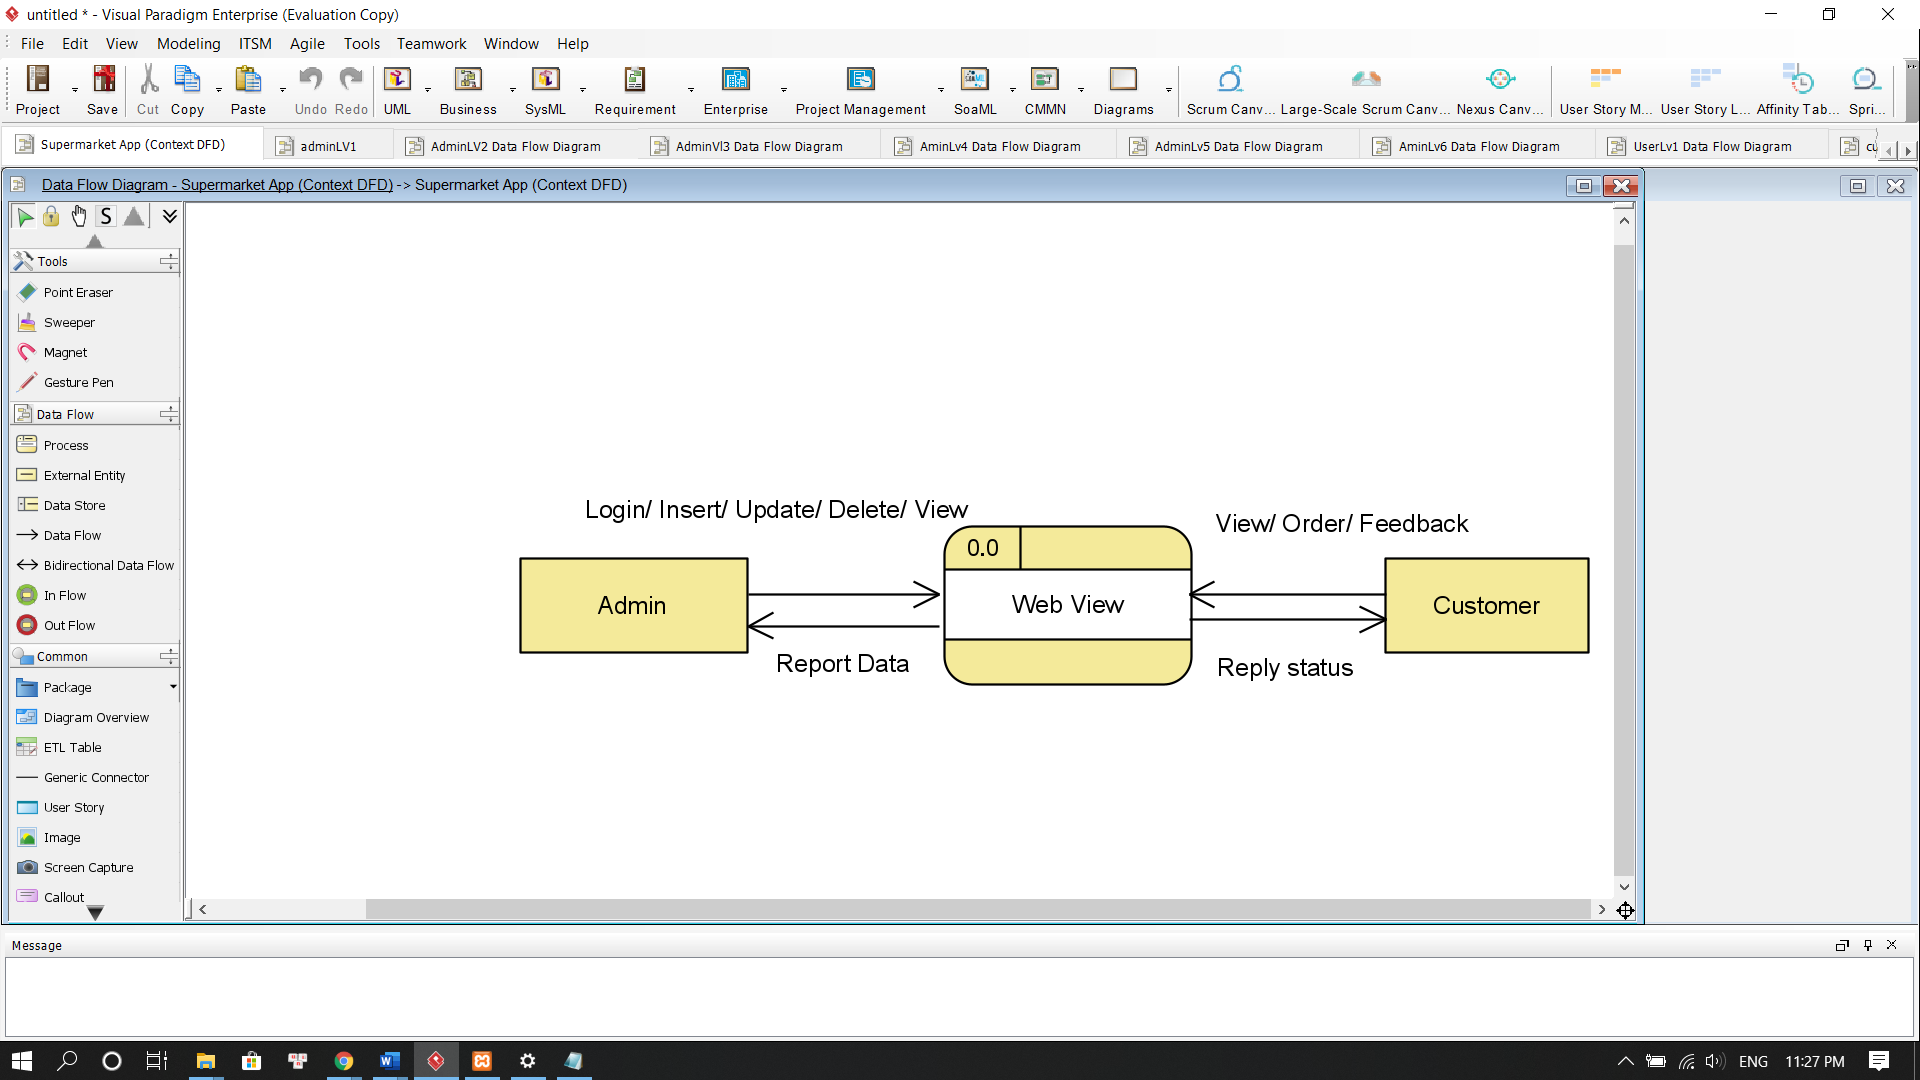 untitled * - Visual Paradigm Enterprise (Evaluation Copy)
File Edit View Modeling ITSM Agile Tools Teamwork Window Help
Project Save Cut Copy Paste Undo Redo UML Business SysML Requirement Enterprise Project Management SoaML CMMN Diagrams Scrum Canv... Large-Scale Scrum Canv... Nexus Canv... User Story M... User Story L... Affinity Tab... Spri...
Supermarket App (Context DFD) adminLV1 AdminLV2 Data Flow Diagram AdminVl3 Data Flow Diagram AminLv4 Data Flow Diagram AdminLv5 Data Flow Diagram AminLv6 Data Flow Diagram UserLv1 Data Flow Diagram
Data Flow Diagram - Supermarket App (Context DFD) -> Supermarket App (Context DFD)
S
Tools
Point Eraser
Sweeper
Magnet
Gesture Pen
Data Flow
Process
External Entity
Data Store
Data Flow
Bidirectional Data Flow
In Flow
Out Flow
Common
Package
Diagram Overview
ETL Table
Generic Connector
User Story
Image
Screen Capture
Callout
Login/ Insert/ Update/ Delete/ View
View/ Order/ Feedback
0.0
Admin
Web View
Customer
Report Data
Reply status
Message
ENG 11:27 PM